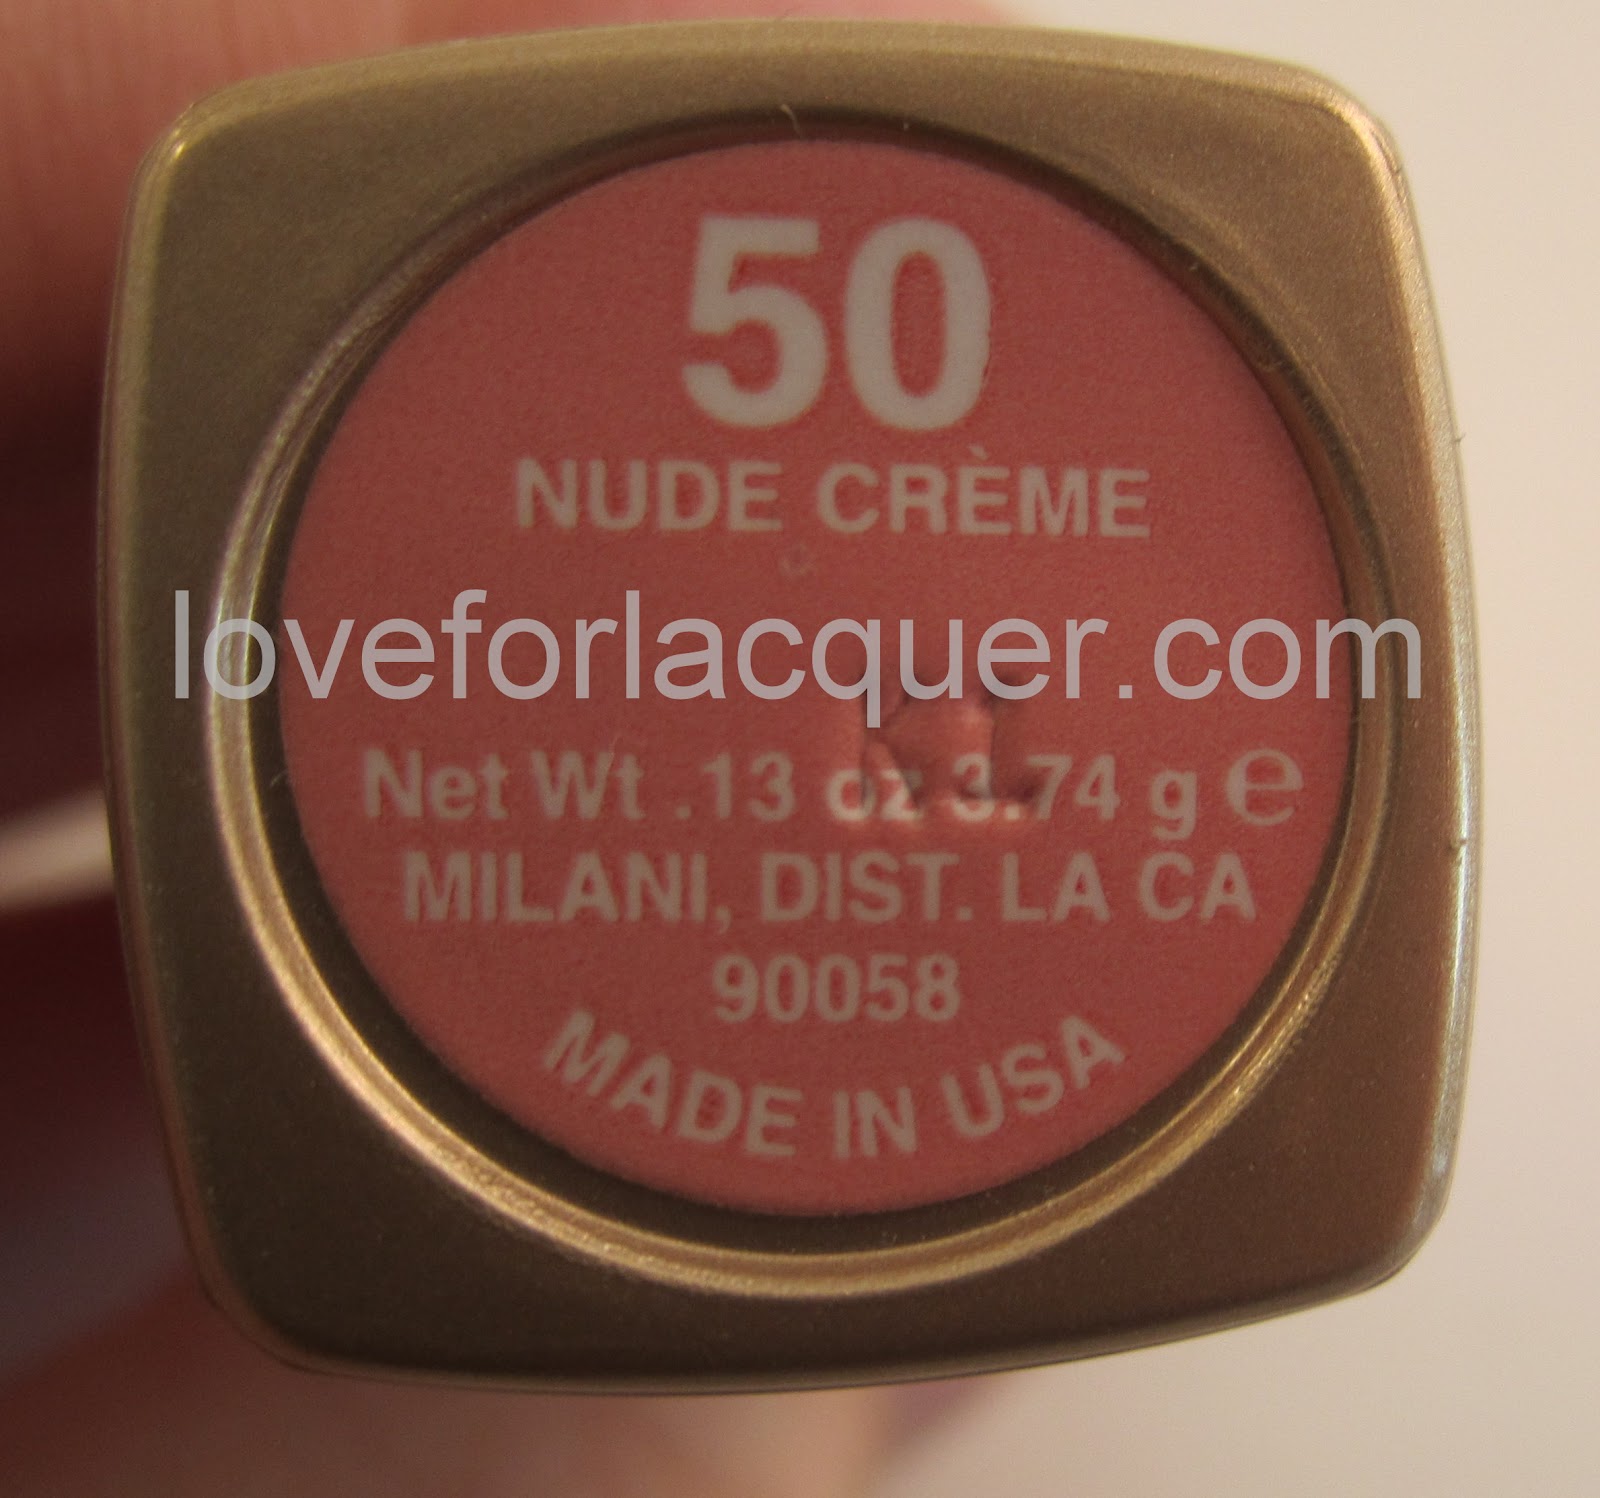 50
NUDE CRÈME
loveforlacquer.com
Net Wt .13 oz 3.74 g e
MILANI, DIST. LA CA
90058
MADE IN USA